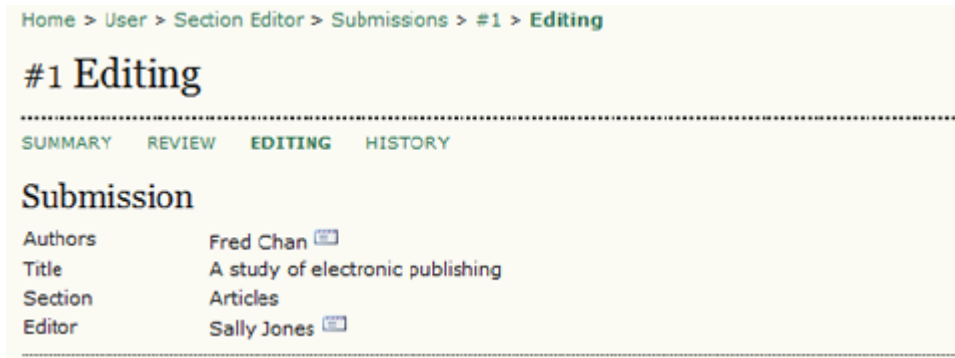 Home > User > Section Editor > Submissions > #1 > Editing
#1 Editing
SUMMARY REVIEW EDITING HISTORY
Submission
Authors Fred Chan
Title A study of electronic publishing
Section Articles
Editor Sally Jones